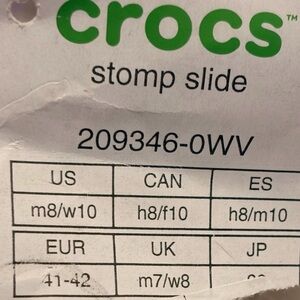 crocs™
stomp slide
209346-0WV
US CAN ES
m8/w10 h8/f10 h8/m10
EUR UK JP
41-42 m7/w8